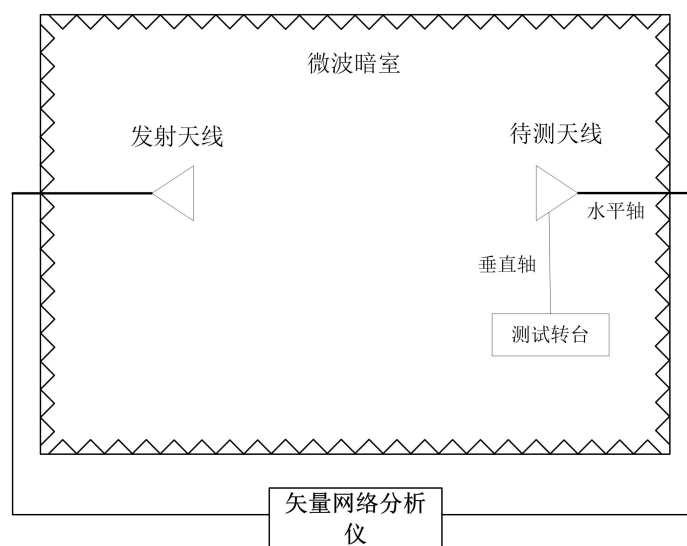 微波暗室
发射天线
待测天线
水平轴
垂直轴
测试转台
矢量网络分析
仪